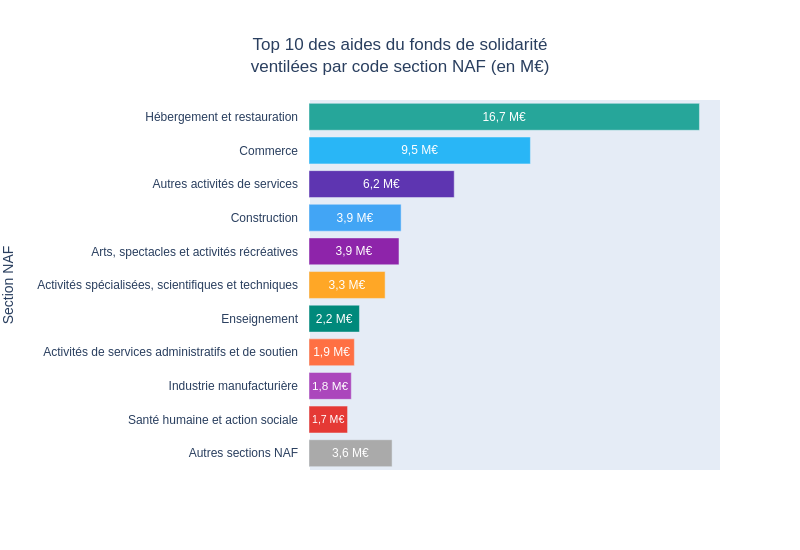 Top 10 des aides du fonds de solidarité
ventilées par code section NAF (en M€)
Section NAF
Hébergement et restauration 16,7 M€
Commerce 9,5 M€
Autres activités de services 6,2 M€
Construction 3,9 M€
Arts, spectacles et activités récréatives 3,9 M€
Activités spécialisées, scientifiques et techniques 3,3 M€
Enseignement 2,2 M€
Activités de services administratifs et de soutien 1,9 M€
Industrie manufacturière 1,8 M€
Santé humaine et action sociale 1,7 M€
Autres sections NAF 3,6 M€